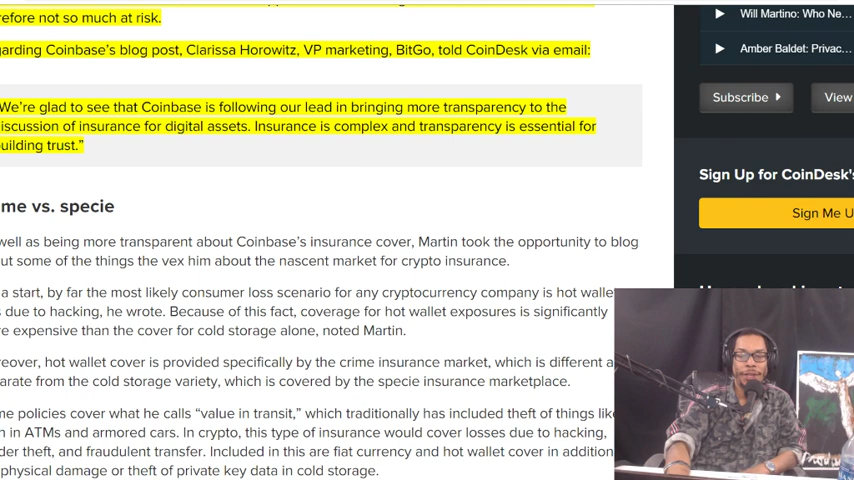 refore not so much at risk.
garding Coinbase's blog post, Clarissa Horowitz, VP marketing, BitGo, told CoinDesk via email:
We're glad to see that Coinbase is following our lead in bringing more transparency to the
iscussion of insurance for digital assets. Insurance is complex and transparency is essential for
uilding trust."
me vs. specie
well as being more transparent about Coinbase's insurance cover, Martin took the opportunity to blog
ut some of the things the vex him about the nascent market for crypto insurance.
a start, by far the most likely consumer loss scenario for any cryptocurrency company is hot walle
s due to hacking, he wrote. Because of this fact, coverage for hot wallet exposures is significantly
re expensive than the cover for cold storage alone, noted Martin.
reover, hot wallet cover is provided specifically by the crime insurance market, which is different a
arate from the cold storage variety, which is covered by the specie insurance marketplace.
me policies cover what he calls "value in transit," which traditionally has included theft of things lik
h in ATMs and armored cars. In crypto, this type of insurance would cover losses due to hacking,
der theft, and fraudulent transfer. Included in this are fiat currency and hot wallet cover in addition
physical damage or theft of private key data in cold storage.
Will Martino: Who Ne...
Amber Baldet: Privac...
Subscribe
View
Sign Up for CoinDesk's
Sign Me U